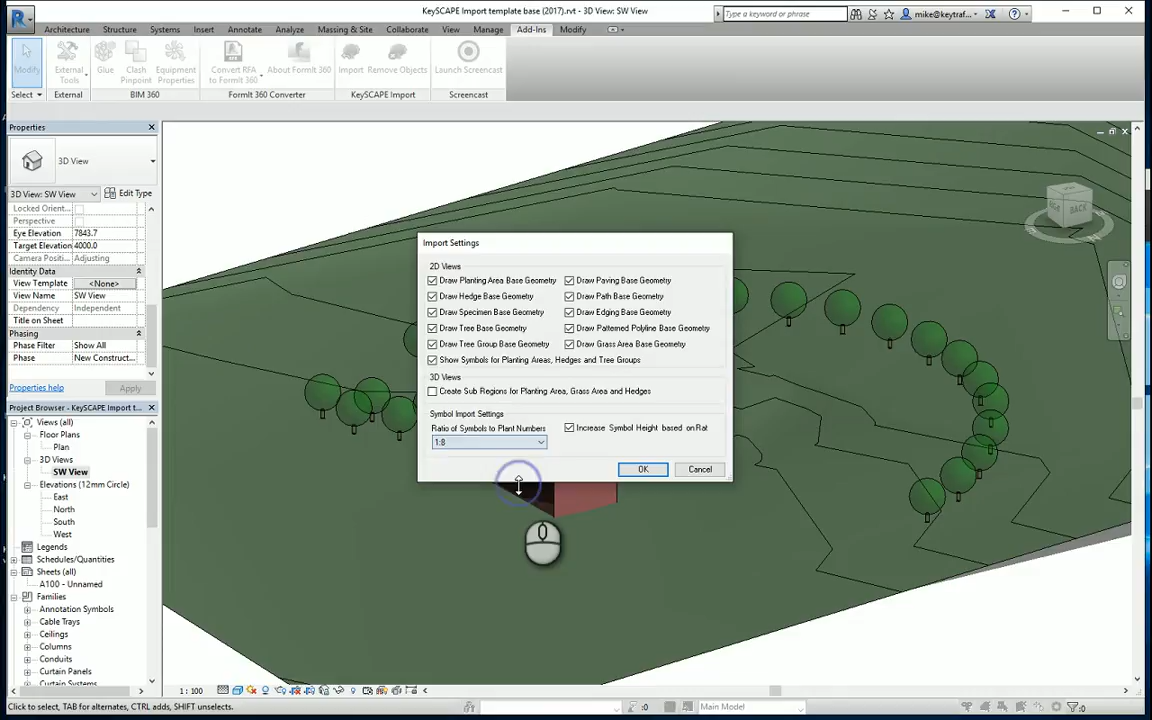 KeySCAPE Import template base (2017).rvt - 3D View: SW View
Type a keyword or phrase
mike@keytraf...
Architecture Structure Systems Insert Annotate Analyze Massing & Site Collaborate View Manage Add-Ins Modify
Modify External Tools Glue Clash Pinpoint Equipment Properties Convert RFA to FormIt 360 About FormIt 360 Import Remove Objects Launch Screencast
Select External BIM 360 FormIt 360 Converter KeySCAPE Import Screencast
Properties
3D View
3D View: SW View Edit Type
Locked Orient...
Perspective
Eye Elevation 7843.7
Target Elevation 4000.0
Camera Positi... Adjusting
Identity Data
View Template <None>
View Name SW View
Dependency Independent
Title on Sheet
Phasing
Phase Filter Show All
Phase New Construct...
Properties help Apply
Project Browser - KeySCAPE Import t...
Views (all)
Floor Plans
Plan
3D Views
SW View
Elevations (12mm Circle)
East
North
South
West
Legends
Schedules/Quantities
Sheets (all)
A100 - Unnamed
Families
Annotation Symbols
Cable Trays
Ceilings
Columns
Conduits
Curtain Panels
Curtain Systems
BACK
Import Settings
2D Views
Draw Planting Area Base Geometry Draw Paving Base Geometry
Draw Hedge Base Geometry Draw Path Base Geometry
Draw Specimen Base Geometry Draw Edging Base Geometry
Draw Tree Base Geometry Draw Patterned Polyline Base Geometry
Draw Tree Group Base Geometry Draw Grass Area Base Geometry
Show Symbols for Planting Areas, Hedges and Tree Groups
3D Views
Create Sub Regions for Planting Area, Grass Area and Hedges
Symbol Import Settings
Ratio of Symbols to Plant Numbers Increase Symbol Height based on Rat
1:8
OK Cancel
1 : 100
Click to select, TAB for alternates, CTRL adds, SHIFT unselects.
:0 Main Model :0